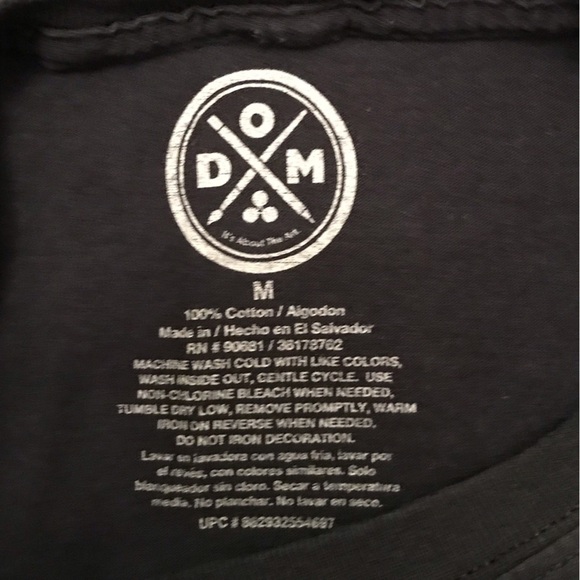 O
D M
It's About The Art.
M
100% Cotton / Algodon
Made in / Hecho en El Salvador
RN # 90681 / 36178762
MACHINE WASH COLD WITH LIKE COLORS,
WASH INSIDE OUT, GENTLE CYCLE. USE
NON-CHLORINE BLEACH WHEN NEEDED,
TUMBLE DRY LOW, REMOVE PROMPTLY, WARM
IRON ON REVERSE WHEN NEEDED,
DO NOT IRON DECORATION.
Lavar en lavadora con agua fria, lavar por
el revés, con colores similares. Solo
blanqueador sin cloro. Secar a temperatura
media. No planchar. No lavar en seco.
UPC # 862932554697